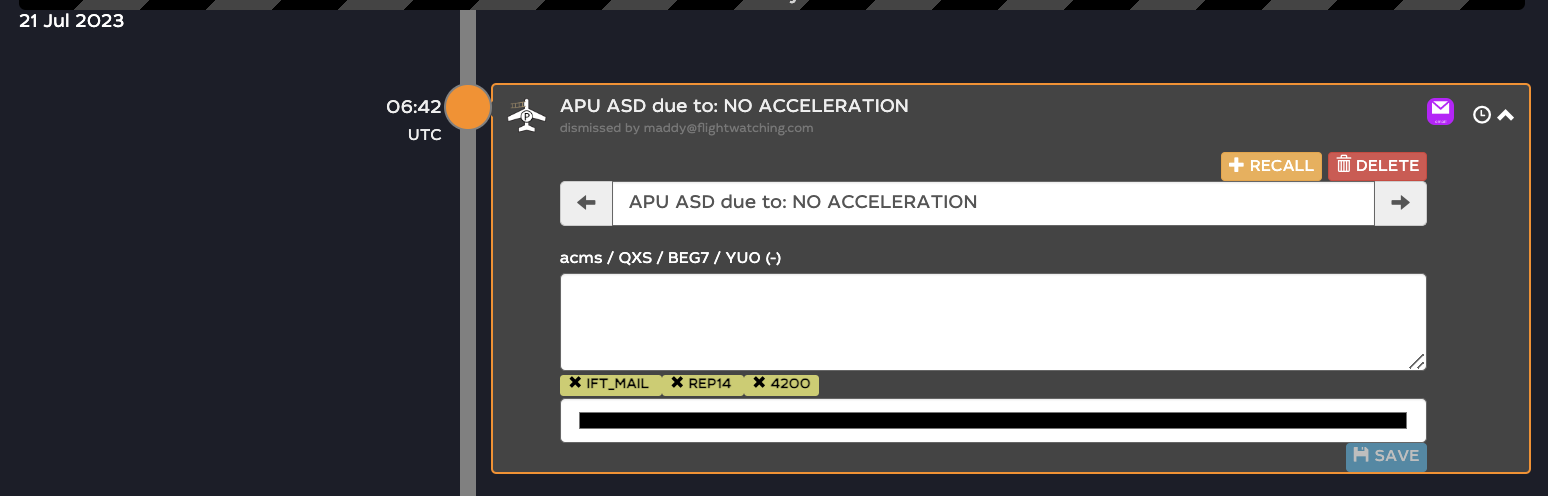 21 Jul 2023
06:42
UTC
APU ASD due to: NO ACCELERATION
dismissed by maddy@flightwatching.com
RECALL
DELETE
APU ASD due to: NO ACCELERATION
acms / QXS / BEG7 / YU0 (-)
IFT_MAIL
REP14
4200
SAVE